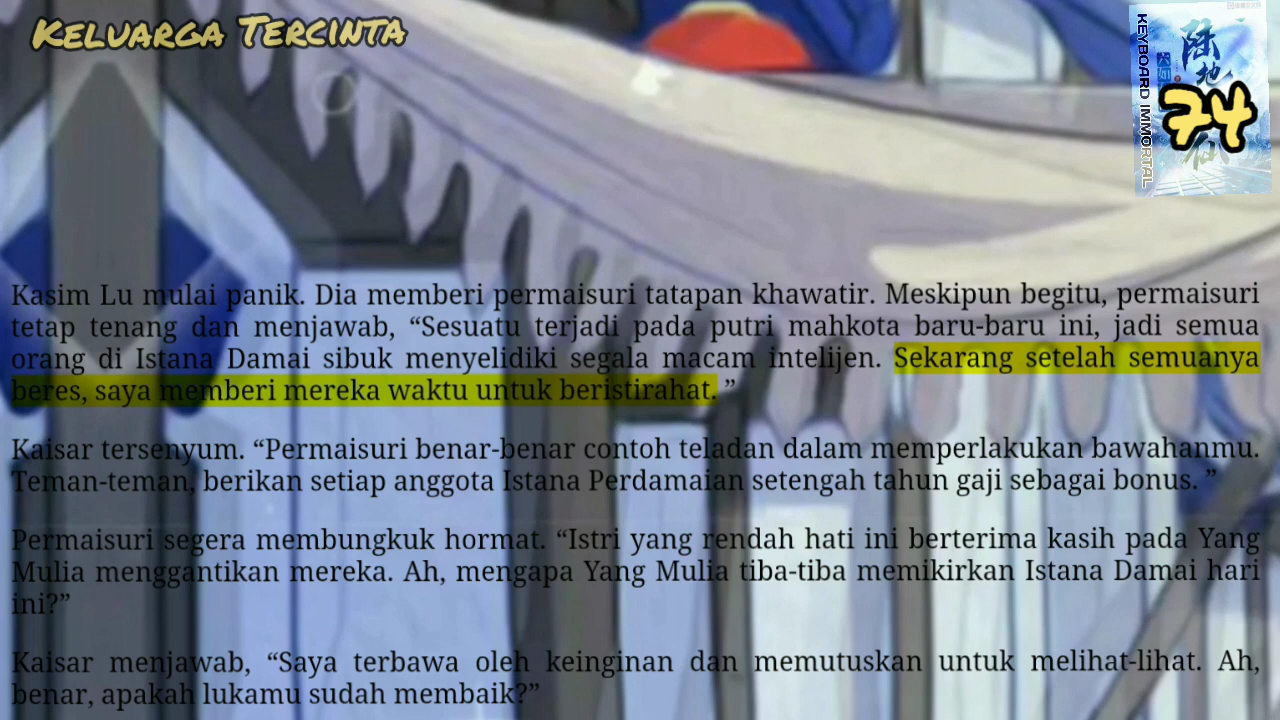 Keluarga Tercinta
KEYBOARD IMMORTAL
陆地
仙
74
Kasim Lu mulai panik. Dia memberi permaisuri tatapan khawatir. Meskipun begitu, permaisuri
tetap tenang dan menjawab, “Sesuatu terjadi pada putri mahkota baru-baru ini, jadi semua
orang di Istana Damai sibuk menyelidiki segala macam intelijen. Sekarang setelah semuanya
beres, saya memberi mereka waktu untuk beristirahat. ”
Kaisar tersenyum. “Permaisuri benar-benar contoh teladan dalam memperlakukan bawahanmu.
Teman-teman, berikan setiap anggota Istana Perdamaian setengah tahun gaji sebagai bonus. ”
Permaisuri segera membungkuk hormat. “Istri yang rendah hati ini berterima kasih pada Yang
Mulia menggantikan mereka. Ah, mengapa Yang Mulia tiba-tiba memikirkan Istana Damai hari
ini?”
Kaisar menjawab, “Saya terbawa oleh keinginan dan memutuskan untuk melihat-lihat. Ah,
benar, apakah lukamu sudah membaik?”